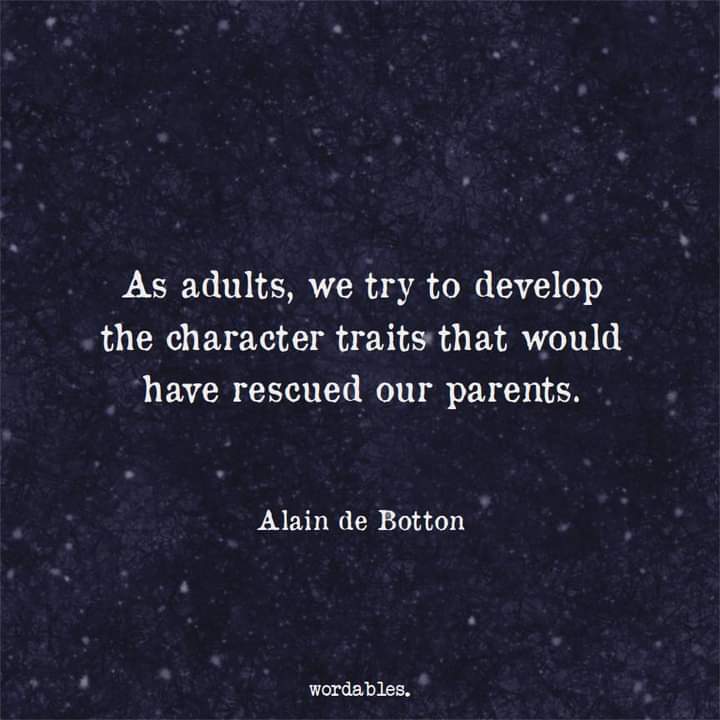 As adults, we try to develop
the character traits that would
have rescued our parents.
Alain de Botton
wordables.